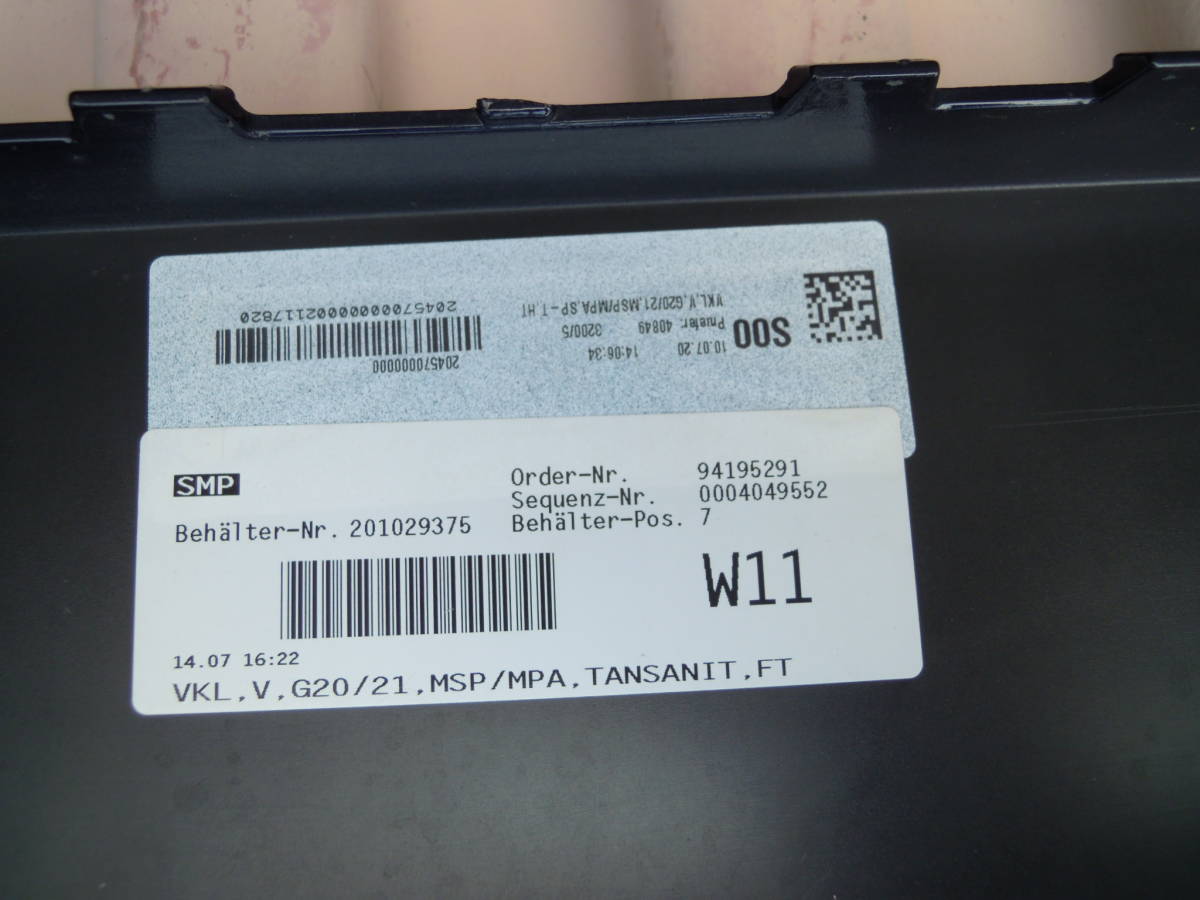 VKL,V,G20/21,MSP/MPA,SP-T,HT
Pruefer: 40849 3200/5
10.07.20 14:06:34
S00
204570000000002117820
204570000000
SMP
Order-Nr. 94195291
Sequenz-Nr. 0004049552
Behälter-Nr. 201029375
Behälter-Pos. 7
W11
14.07 16:22
VKL,V,G20/21,MSP/MPA,TANSANIT,FT